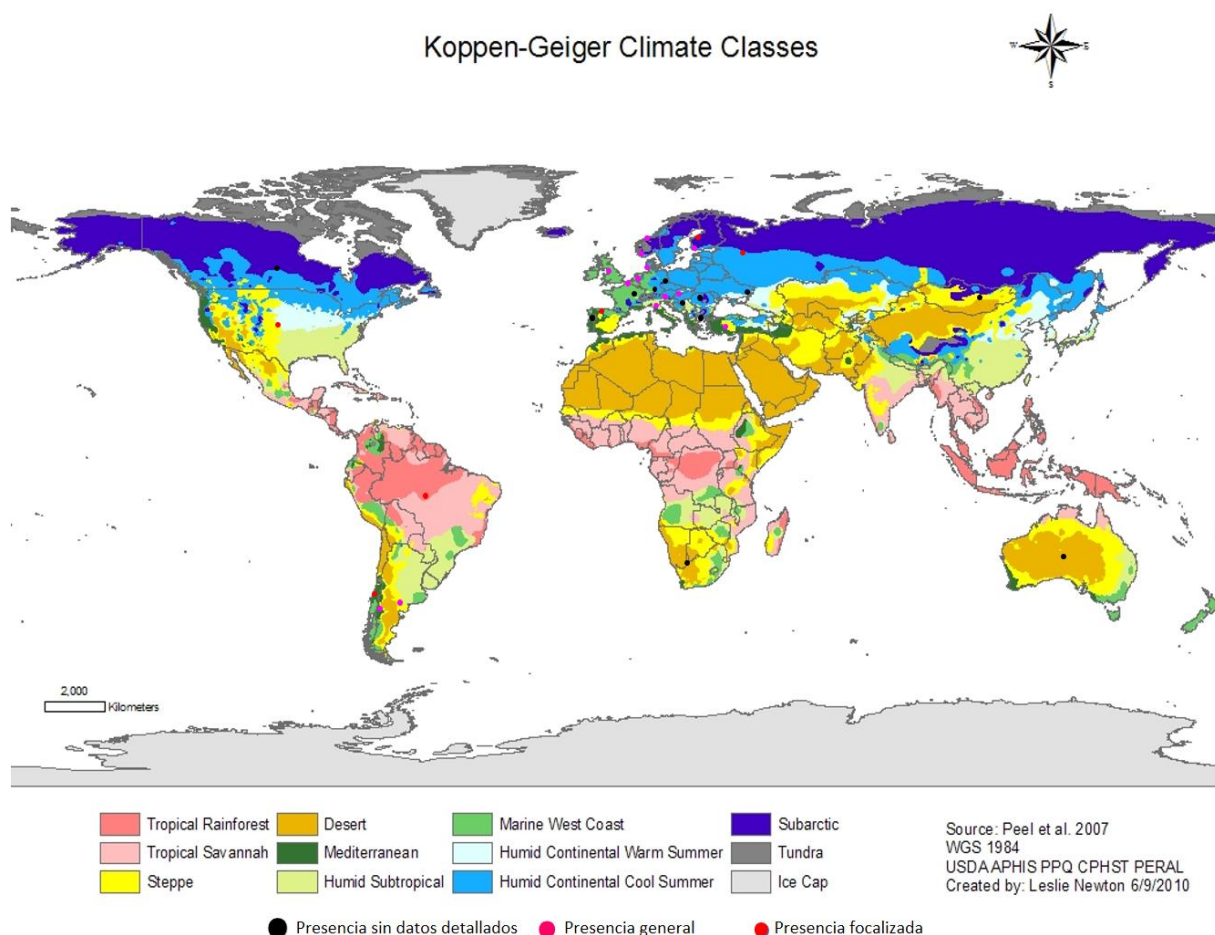 Koppen-Geiger Climate Classes
W E
S
2,000
Kilometers
Tropical Rainforest
Tropical Savannah
Steppe
Desert
Mediterranean
Humid Subtropical
Marine West Coast
Humid Continental Warm Summer
Humid Continental Cool Summer
Subarctic
Tundra
Ice Cap
Source: Peel et al. 2007
WGS 1984
USDA APHIS PPQ CPHST PERAL
Created by: Leslie Newton 6/9/2010
Presencia sin datos detallados Presencia general Presencia focalizada